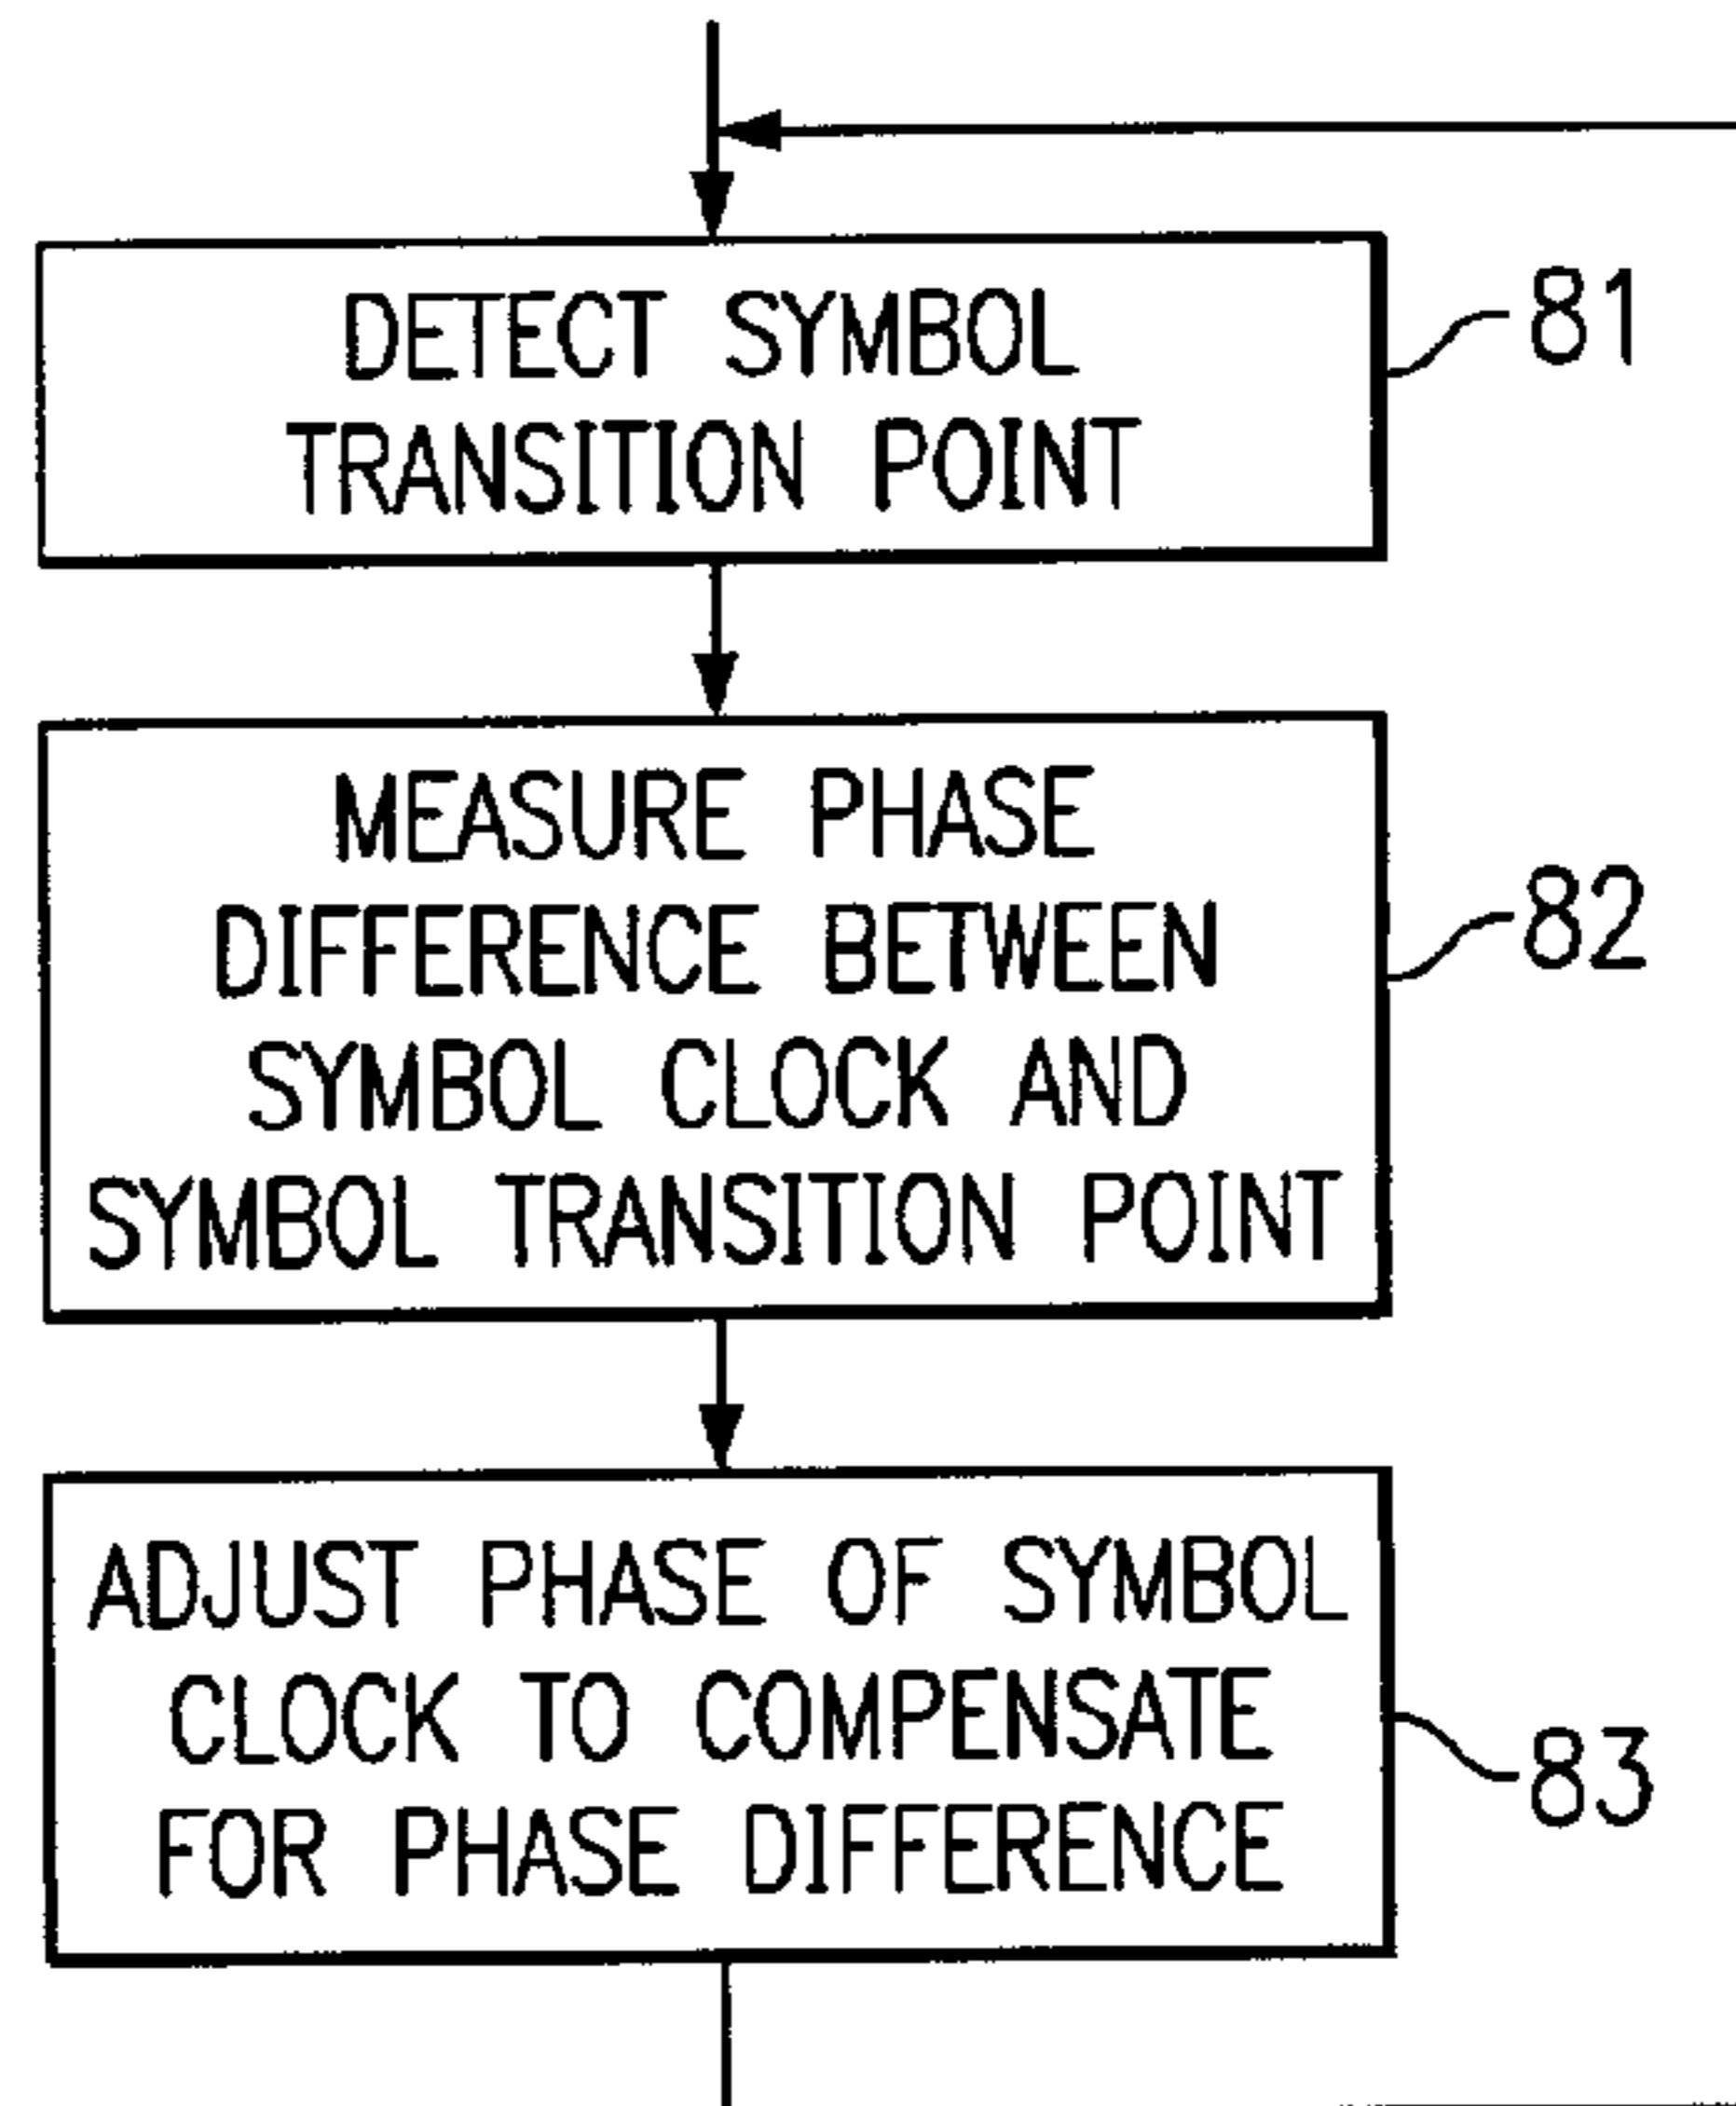 DETECT SYMBOL
TRANSITION POINT
81
MEASURE PHASE
DIFFERENCE BETWEEN
SYMBOL CLOCK AND
SYMBOL TRANSITION POINT
82
ADJUST PHASE OF SYMBOL
CLOCK TO COMPENSATE
FOR PHASE DIFFERENCE
83